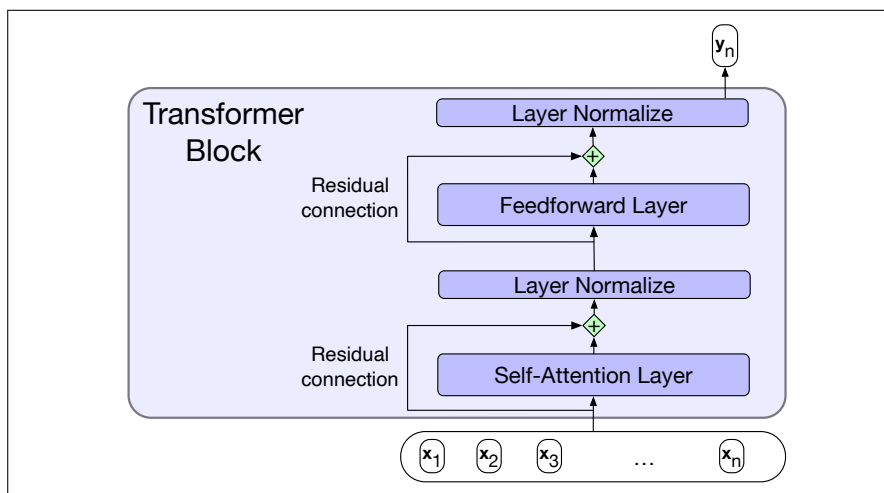 yn
Transformer
Block
Layer Normalize
+
Residual
connection
Feedforward Layer
Layer Normalize
+
Residual
connection
Self-Attention Layer
x1 x2 x3 ... xn